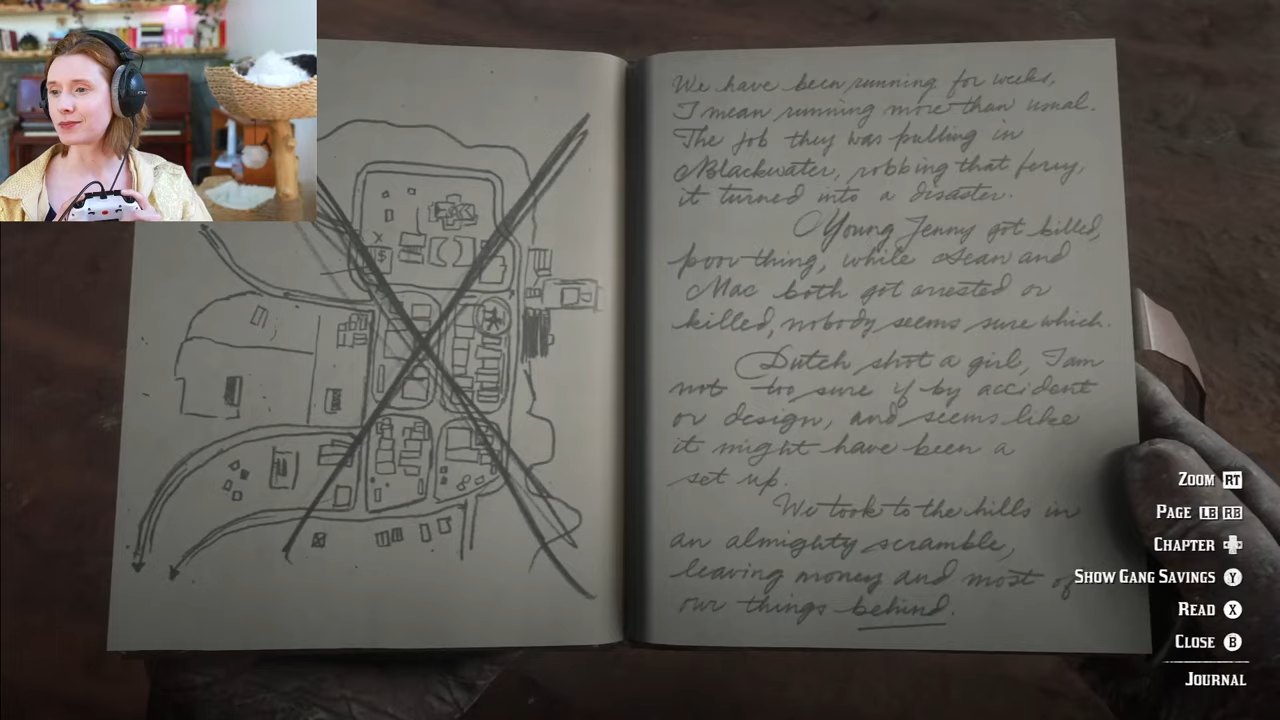 We have been running for weeks,
I mean running more than usual.
The job they was pulling in
Blackwater, robbing that ferry,
it turned into a disaster.
Young Jenny got killed,
poor thing, while Sean and
Mac both got arrested or
killed, nobody seems sure which.
Dutch shot a girl, I am
not too sure if by accident
or design, and seems like
it might have been a
set up.
We took to the hills in
an almighty scramble,
leaving money and most of
our things behind.
X
$
ZOOM RT
PAGE LB RB
CHAPTER
SHOW GANG SAVINGS Y
READ X
CLOSE B
JOURNAL